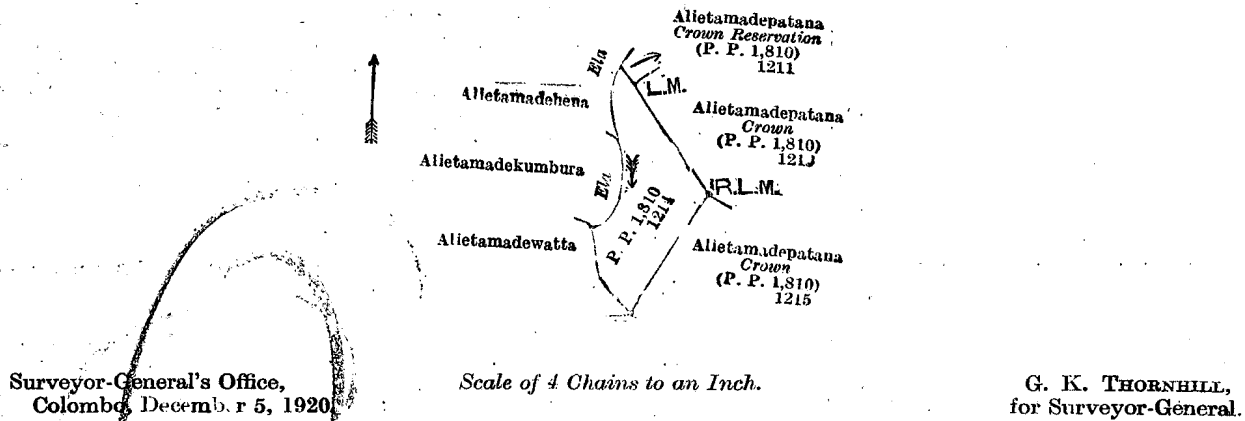 Alietamadepatana
Crown Reservation
(P. P. 1,810)
1211
Ela
L.M.
Alietamadehena
Alietamadepatana
Crown
(P. P. 1,810)
Alietamadekumbura
Ela
R.L.M.
P. P. 1,810
1214
Alietamadewatta
Alietamadepatana
Crown
(P. P. 1,810)
1215
Surveyor-General's Office,
Colombo, December 5, 1920.
Scale of 4 Chains to an Inch.
G. K. THORNHILL,
for Surveyor-General.